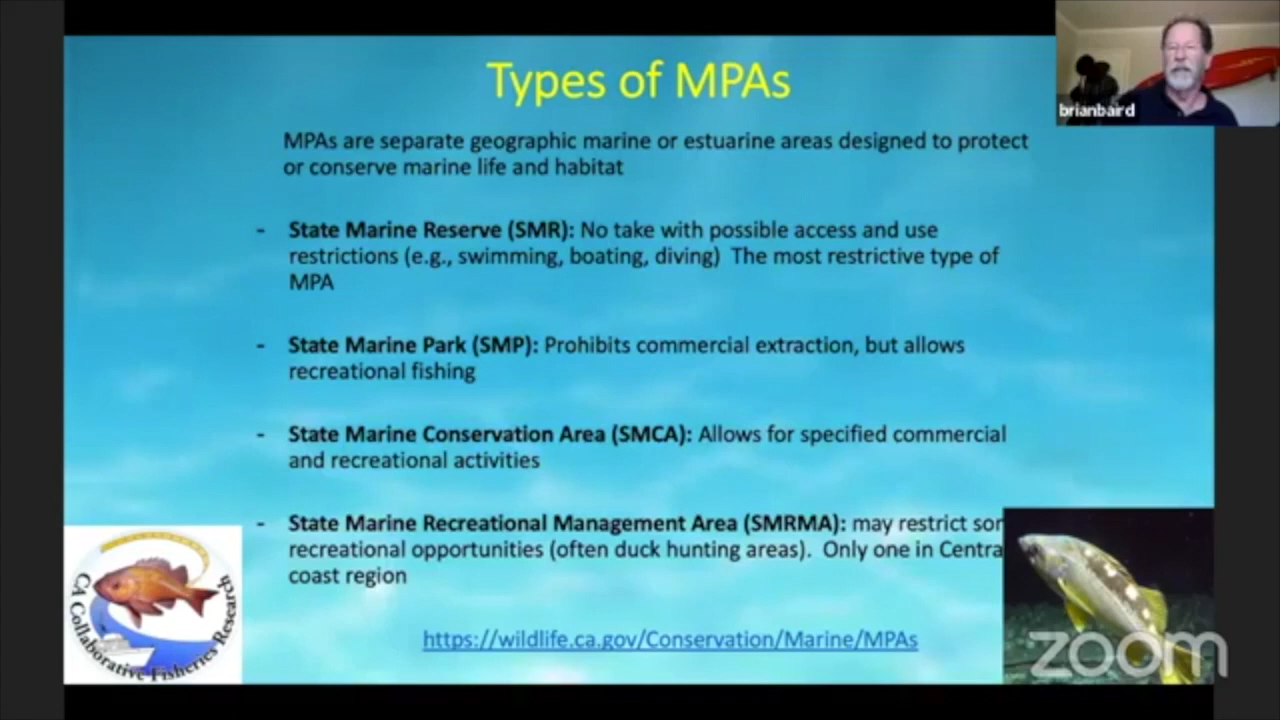 Types of MPAs
brianbaird
MPAs are separate geographic marine or estuarine areas designed to protect
or conserve marine life and habitat
- State Marine Reserve (SMR): No take with possible access and use
restrictions (e.g., swimming, boating, diving) The most restrictive type of
MPA
- State Marine Park (SMP): Prohibits commercial extraction, but allows
recreational fishing
- State Marine Conservation Area (SMCA): Allows for specified commercial
and recreational activities
- State Marine Recreational Management Area (SMRMA): may restrict som
recreational opportunities (often duck hunting areas). Only one in Centra
coast region
CA Collaborative Fisheries Research
https://wildlife.ca.gov/Conservation/Marine/MPAs
zoom